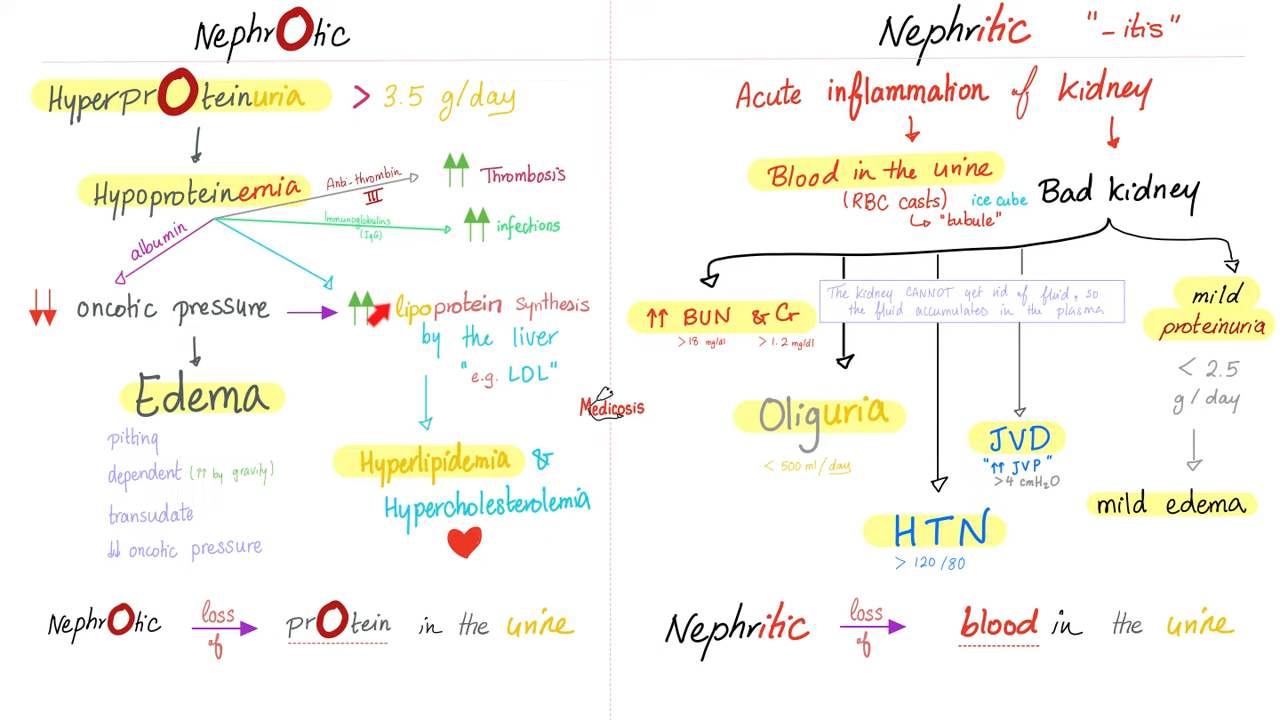 NephrOtic
HyperprOteinuria > 3.5 g/day
Hypoproteinemia
Anti-thrombin
III
↑↑ Thrombosis
Immunoglobulins
(IgG)
↑↑ infections
albumin
↓↓ oncotic pressure
↑↑ lipoprotein synthesis
by the liver
"e.g. LDL"
Edema
pitting
dependent (↑↑ by gravity)
transudate
↓↓ oncotic pressure
Hyperlipidemia &
Hypercholesterolemia
Medicosis
NephrOtic loss of prOtein in the urine
Nephritic "-itis"
Acute inflammation of kidney
Blood in the urine
(RBC casts) ice cube
"tubule"
Bad kidney
↑↑ BUN & Cr
>18 mg/dl >1.2 mg/dl
The kidney CANNOT get rid of fluid, so
the fluid accumulates in the plasma
Oliguria
< 500 ml/day
HTN
> 120/80
JVD
"↑↑ JVP"
>4 cmH₂O
mild
proteinuria
< 2.5
g/day
mild edema
Nephritic loss of blood in the urine